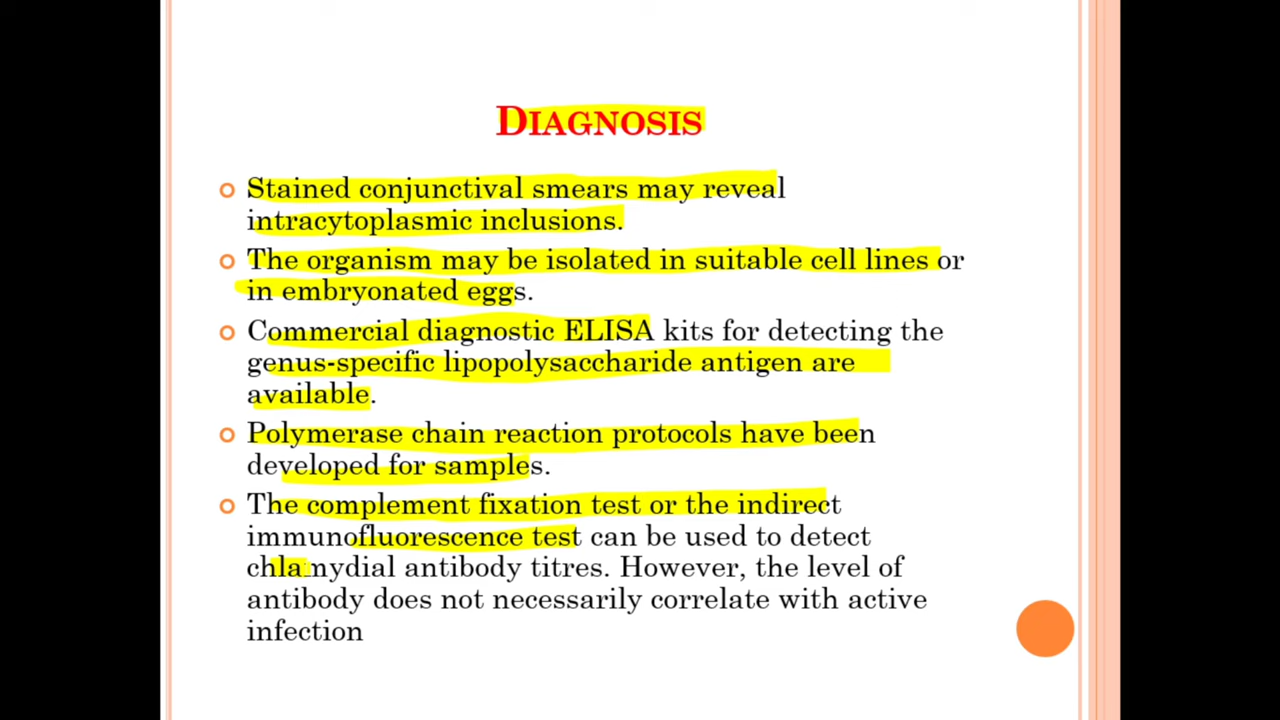 DIAGNOSIS
Stained conjunctival smears may reveal
intracytoplasmic inclusions.
The organism may be isolated in suitable cell lines or
in embryonated eggs.
Commercial diagnostic ELISA kits for detecting the
genus-specific lipopolysaccharide antigen are
available.
Polymerase chain reaction protocols have been
developed for samples.
The complement fixation test or the indirect
immunofluorescence test can be used to detect
chlamydial antibody titres. However, the level of
antibody does not necessarily correlate with active
infection